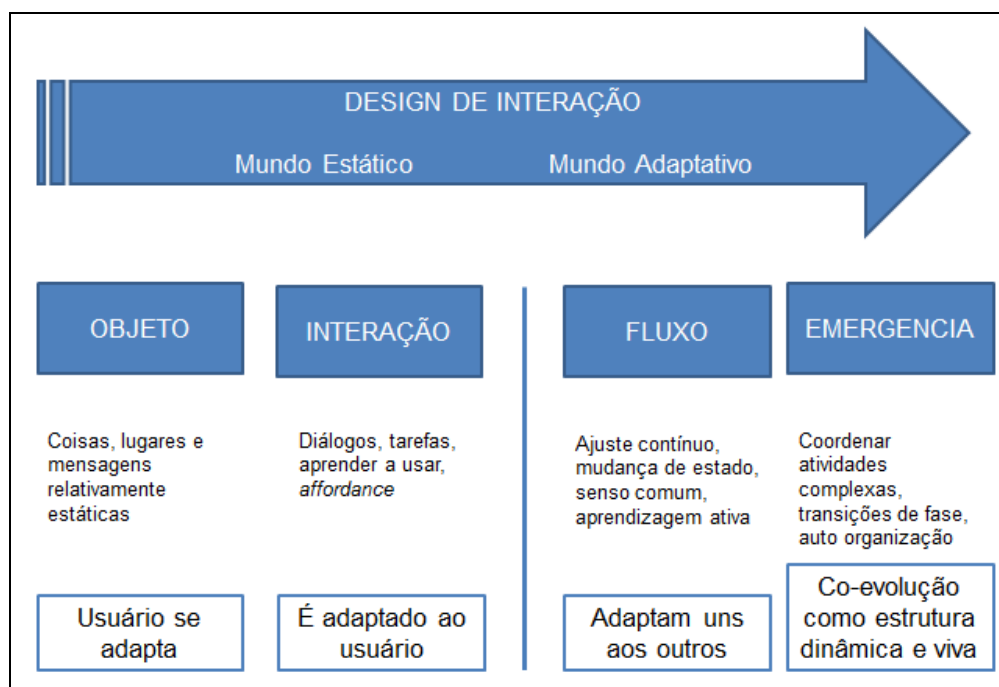 DESIGN DE INTERAÇÃO
Mundo Estático
Mundo Adaptativo
OBJETO
INTERAÇÃO
FLUXO
EMERGENCIA
Coisas, lugares e
mensagens
relativamente
estáticas
Diálogos, tarefas,
aprender a usar,
affordance
Ajuste contínuo,
mudança de estado,
senso comum,
aprendizagem ativa
Coordenar
atividades
complexas,
transições de fase,
auto organização
Usuário se
adapta
É adaptado ao
usuário
Adaptam uns
aos outros
Co-evolução
como estrutura
dinâmica e viva